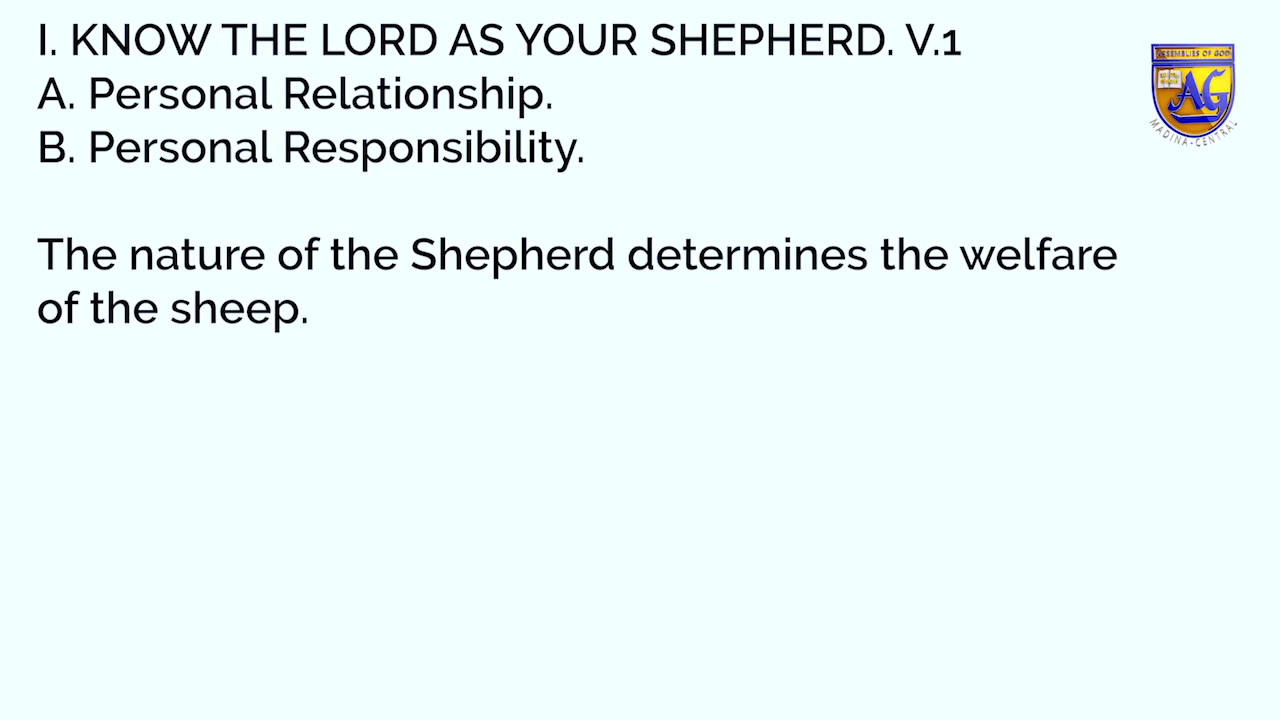 I. KNOW THE LORD AS YOUR SHEPHERD. V.1
A. Personal Relationship.
B. Personal Responsibility.
The nature of the Shepherd determines the welfare
of the sheep.
ASSEMBLIES OF GOD
AG
MADINA-CENTRAL